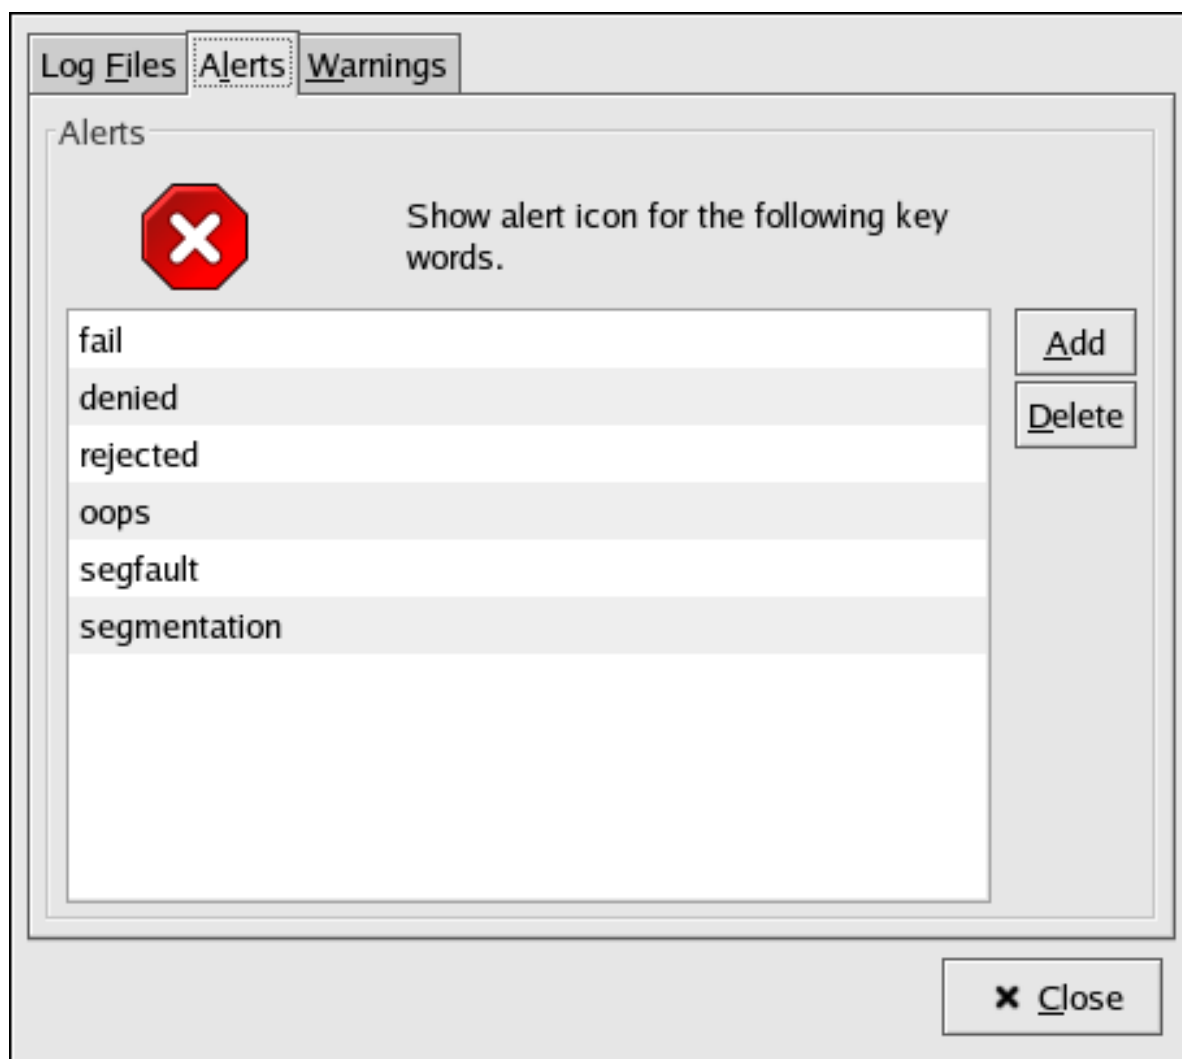 Log Files Alerts Warnings
Alerts
Show alert icon for the following key
words.
fail
denied
rejected
oops
segfault
segmentation
Add
Delete
Close